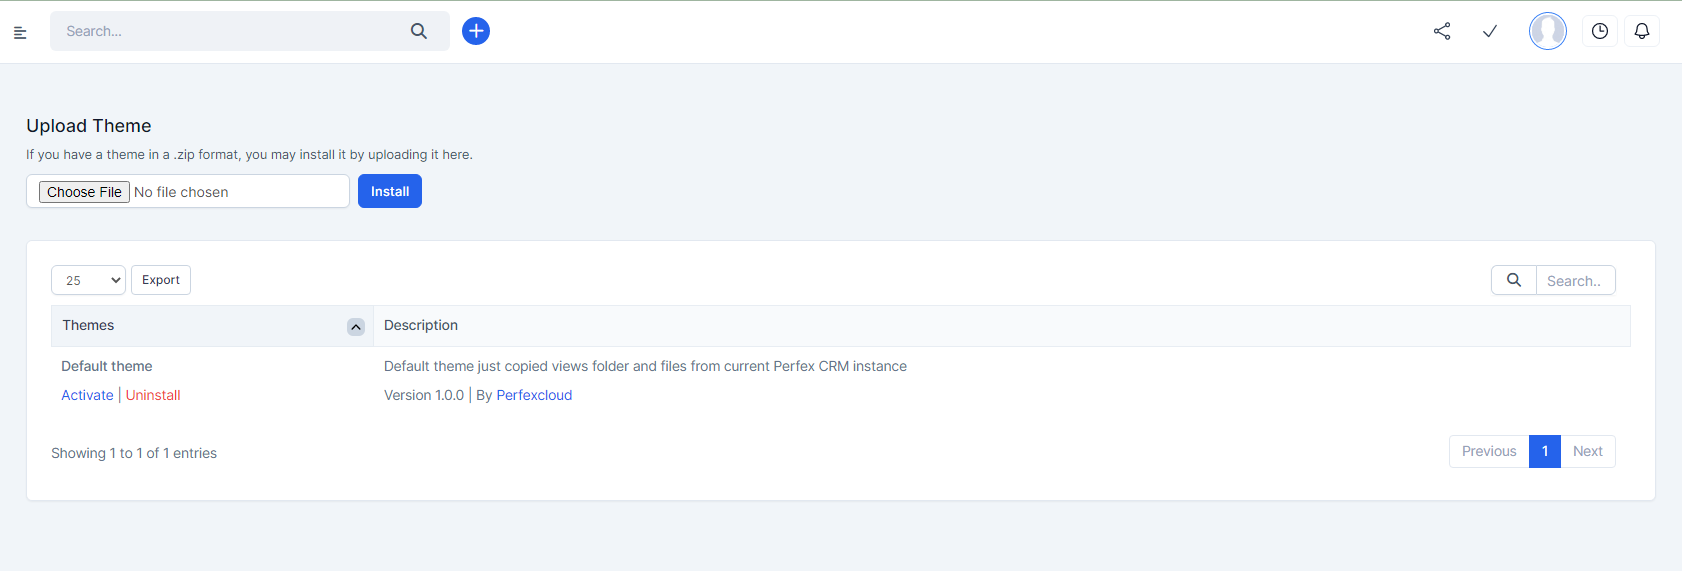 Search...
Upload Theme
If you have a theme in a .zip format, you may install it by uploading it here.
Choose File No file chosen Install
25 Export Search..
Themes Description
Default theme Default theme just copied views folder and files from current Perfex CRM instance
Activate | Uninstall Version 1.0.0 | By Perfexcloud
Showing 1 to 1 of 1 entries Previous 1 Next